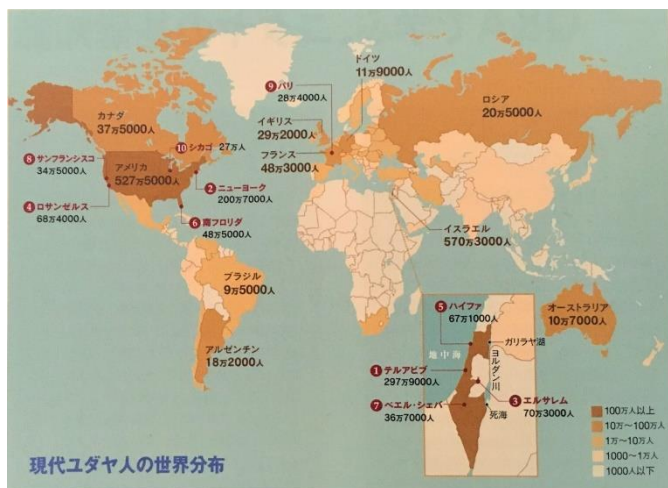 ドイツ
11万9000人
❾パリ
28万4000人
ロシア
20万5000人
カナダ
37万5000人
イギリス
29万2000人
❿シカゴ 27万人
フランス
48万3000人
❽サンフランシスコ
34万5000人
アメリカ
527万5000人
❷ニューヨーク
200万7000人
❹ロサンゼルス
68万4000人
❻南フロリダ
48万5000人
イスラエル
570万3000人
ブラジル
9万5000人
アルゼンチン
18万2000人
オーストラリア
10万7000人
❺ハイファ
67万1000人
ガリラヤ湖
地中海
ヨルダン川
❶テルアビブ
297万9000人
❸エルサレム
70万3000人
❼ベエル・シェバ
36万7000人
死海
100万人以上
10万〜100万人
1万〜10万人
1000〜1万人
1000人以下
現代ユダヤ人の世界分布